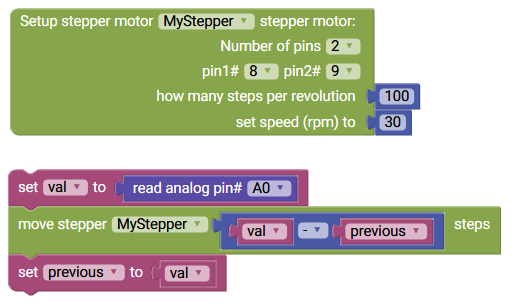 Setup stepper motor MyStepper stepper motor:
Number of pins 2
pin1# 8 pin2# 9
how many steps per revolution 100
set speed (rpm) to 30
set val to read analog pin# A0
move stepper MyStepper val - previous steps
set previous to val